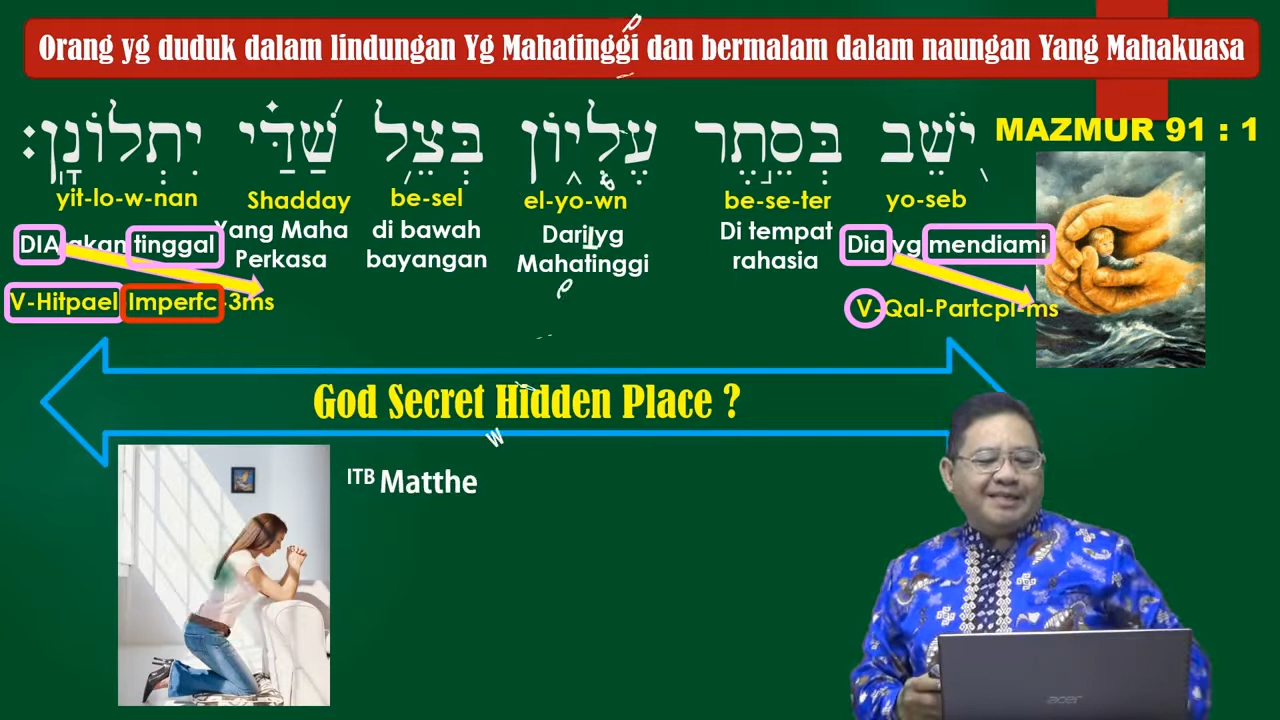 Orang yg duduk dalam lindungan Yg Mahatinggi dan bermalam dalam naungan Yang Mahakuasa
MAZMUR 91 : 1
יֹ֭שֵׁב בְּסֵ֣תֶר עֶלְי֑וֹן בְּצֵ֥ל שַׁ֝דַּ֗י יִתְלוֹנָֽן׃
yit-lo-w-nan Shadday be-sel el-yo-wn be-se-ter yo-seb
DIA akan tinggal
Yang Maha
Perkasa
di bawah
bayangan
Dari yg
Mahatinggi
Di tempat
rahasia
Dia yg mendiami
V-Hitpael Imperfc-3ms
V-Qal-Partcpl-ms
God Secret Hidden Place ?
ITB Matthe
w
acer